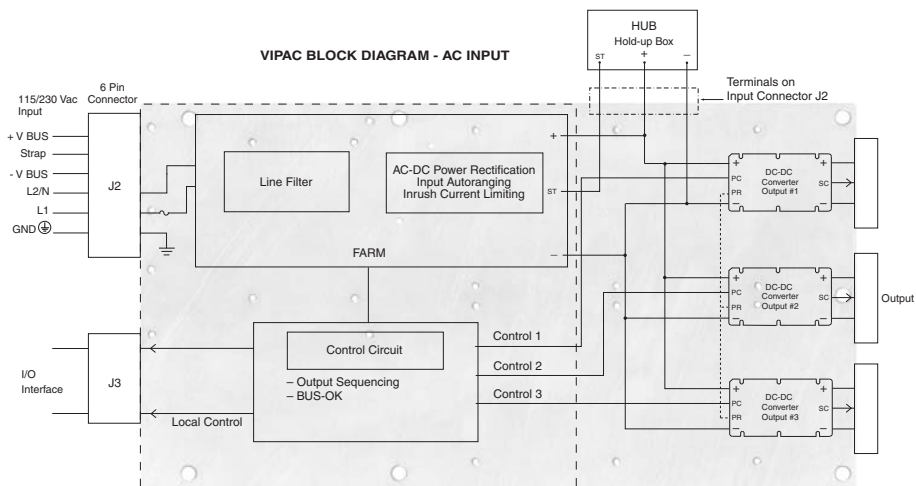 VIPAC BLOCK DIAGRAM - AC INPUT
HUB
Hold-up Box
ST
+
–
Terminals on
Input Connector J2
115/230 Vac
Input
6 Pin
Connector
+ V BUS
Strap
- V BUS
L2/N
L1
GND
J2
Line Filter
AC-DC Power Rectification
Input Autoranging
Inrush Current Limiting
FARM
+
ST
–
+
PC
PR
–
DC-DC
Converter
Output #1
+
SC
–
+
PC
PR
–
DC-DC
Converter
Output #2
+
SC
–
Output
I/O
Interface
J3
Local Control
Control Circuit
– Output Sequencing
– BUS-OK
Control 1
Control 2
Control 3
+
PC
PR
–
DC-DC
Converter
Output #3
+
SC
–